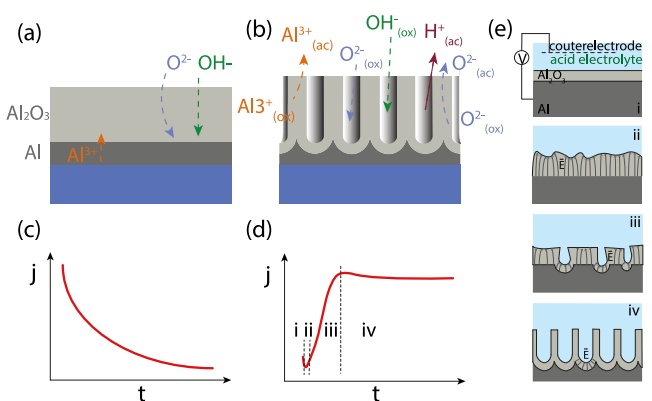 (a)
O²⁻ OH-
Al₂O₃
Al
Al³⁺
(b)
Al³⁺(ac)
OH-(ox)
H⁺(ac)
O²⁻(ox)
O²⁻(ac)
Al3⁺(ox)
O²⁻(ox)
(c)
j
t
(d)
j
i ii iii iv
t
(e)
couterelectrode
V
acid electrolyte
Al₂O₃
Al
i
ii
E
iii
E
iv
E